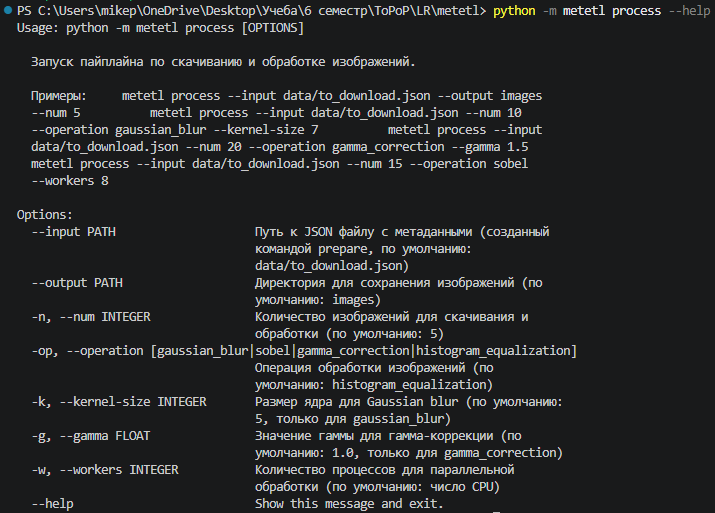 PS C:\Users\mikep\OneDrive\Desktop\Учеба\6 семестр\ToPoP\LR\metetl> python -m metetl process --help
Usage: python -m metetl process [OPTIONS]
Запуск пайплайна по скачиванию и обработке изображений.
Примеры:     metetl process --input data/to_download.json --output images
--num 5          metetl process --input data/to_download.json --num 10
--operation gaussian_blur --kernel-size 7          metetl process --input
data/to_download.json --num 20 --operation gamma_correction --gamma 1.5
metetl process --input data/to_download.json --num 15 --operation sobel
--workers 8
Options:
--input PATH                    Путь к JSON файлу с метаданными (созданный
командой prepare, по умолчанию:
data/to_download.json)
--output PATH                   Директория для сохранения изображений (по
умолчанию: images)
-n, --num INTEGER               Количество изображений для скачивания и
обработки (по умолчанию: 5)
-op, --operation [gaussian_blur|sobel|gamma_correction|histogram_equalization]
Операция обработки изображений (по
умолчанию: histogram_equalization)
-k, --kernel-size INTEGER       Размер ядра для Gaussian blur (по умолчанию:
5, только для gaussian_blur)
-g, --gamma FLOAT               Значение гаммы для гамма-коррекции (по
умолчанию: 1.0, только для gamma_correction)
-w, --workers INTEGER           Количество процессов для параллельной
обработки (по умолчанию: число CPU)
--help                          Show this message and exit.